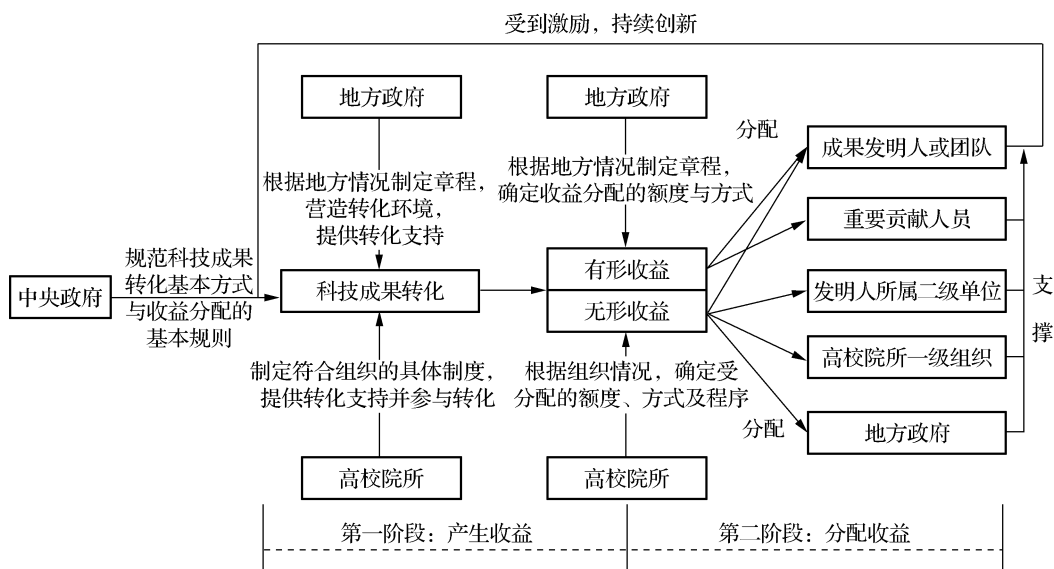 受到激励，持续创新
地方政府
地方政府
分配
成果发明人或团队
根据地方情况制定章程，
营造转化环境，
提供转化支持
根据地方情况制定章程，
确定收益分配的额度与方式
重要贡献人员
中央政府
规范科技成果
转化基本方式
与收益分配的
基本规则
科技成果转化
有形收益
无形收益
发明人所属二级单位
支
撑
高校院所一级组织
制定符合组织的具体制度，
提供转化支持并参与转化
根据组织情况，确定受
分配的额度、方式及程序
分配
地方政府
高校院所
高校院所
第一阶段：产生收益
第二阶段：分配收益